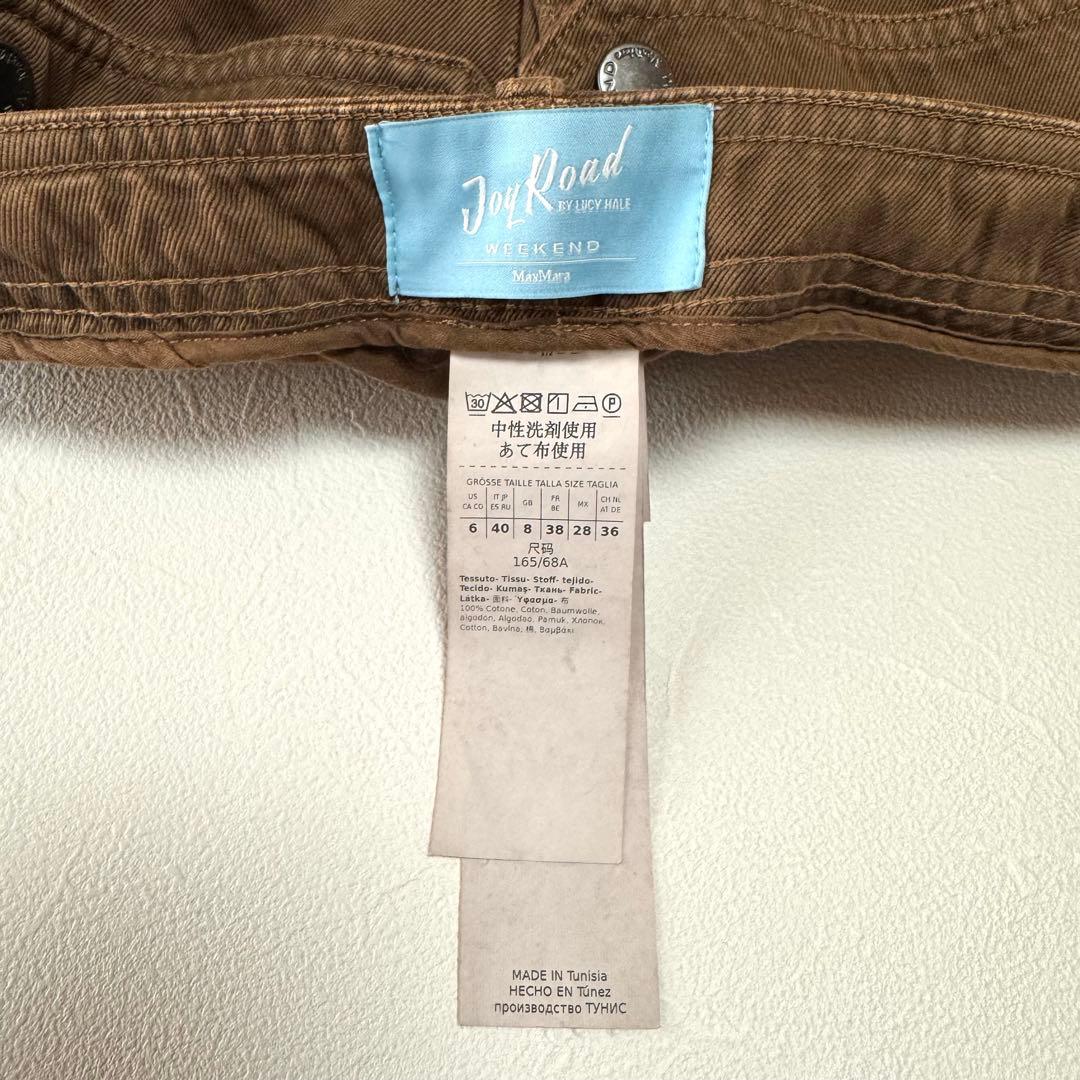 Joy Road
BY LUCY HALE
WEEKEND
MaxMara
30 P
中性洗剤使用
あて布使用
GRÖSSE TAILLE TALLA SIZE TAGLIA
US CA CO IT JP ES RU GB FR BE MX CH NL AT DE
6 40 8 38 28 36
尺码
165/68A
Tessuto- Tissu- Stoff- tejido-
Tecido- Kumaş- Ткань- Fabric-
Látka- 面料- Ύφασμα- 布
100% Cotone, Coton, Baumwolle,
algodón, Algodao, Pamuk, Хлопок,
Cotton, Bavlna, 棉, Βαμβάκι
MADE IN Tunisia
HECHO EN Túnez
производство ТУНИС